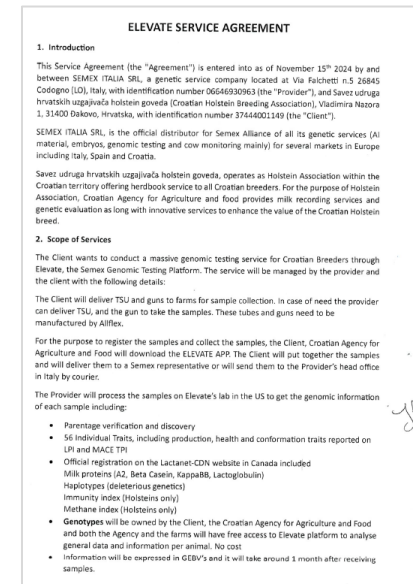 ELEVATE SERVICE AGREEMENT
1. Introduction
This Service Agreement (the "Agreement") is entered into as of November 15th 2024 by and
between SEMEX ITALIA SRL, a genetic service company located at Via Falchetti n.5 26845
Codogno (LO), Italy, with identification number 06646930963 (the "Provider"), and Savez udruga
hrvatskih uzgajivača holstein goveda (Croatian Holstein Breeding Association), Vladimira Nazora
1, 31400 Đakovo, Hrvatska, with identification number 37444001149 (the "Client").
SEMEX ITALIA SRL, is the official distributor for Semex Alliance of all its genetic services (AI
material, embryos, genomic testing and cow monitoring mainly) for several markets in Europe
including Italy, Spain and Croatia.
Savez udruga hrvatskih uzgajivača holstein goveda, operates as Holstein Association within the
Croatian territory offering herdbook service to all Croatian breeders. For the purpose of Holstein
Association, Croatian Agency for Agriculture and food provides milk recording services and
genetic evaluation as long with innovative services to enhance the value of the Croatian Holstein
breed.
2. Scope of Services
The Client wants to conduct a massive genomic testing service for Croatian Breeders through
Elevate, the Semex Genomic Testing Platform. The service will be managed by the provider and
the client with the following details:
The Client will deliver TSU and guns to farms for sample collection. In case of need the provider
can deliver TSU, and the gun to take the samples. These tubes and guns need to be
manufactured by Allflex.
For the purpose to register the samples and collect the samples, the Client, Croatian Agency for
Agriculture and Food will download the ELEVATE APP. The Client will put together the samples
and will deliver them to a Semex representative or will send them to the Provider's head office
in Italy by courier.
The Provider will process the samples on Elevate's lab in the US to get the genomic information
of each sample including:
• Parentage verification and discovery
• 56 Individual Traits, including production, health and conformation traits reported on
LPI and MACE TPI
• Official registration on the Lactanet-CDN website in Canada included
Milk proteins (A2, Beta Casein, KappaBB, Lactoglobulin)
Haplotypes (deleterious genetics)
Immunity index (Holsteins only)
Methane index (Holsteins only)
• Genotypes will be owned by the Client, the Croatian Agency for Agriculture and Food
and both the Agency and the farms will have free access to Elevate platform to analyse
general data and information per animal. No cost
• Information will be expressed in GEBV's and it will take around 1 month after receiving
samples.